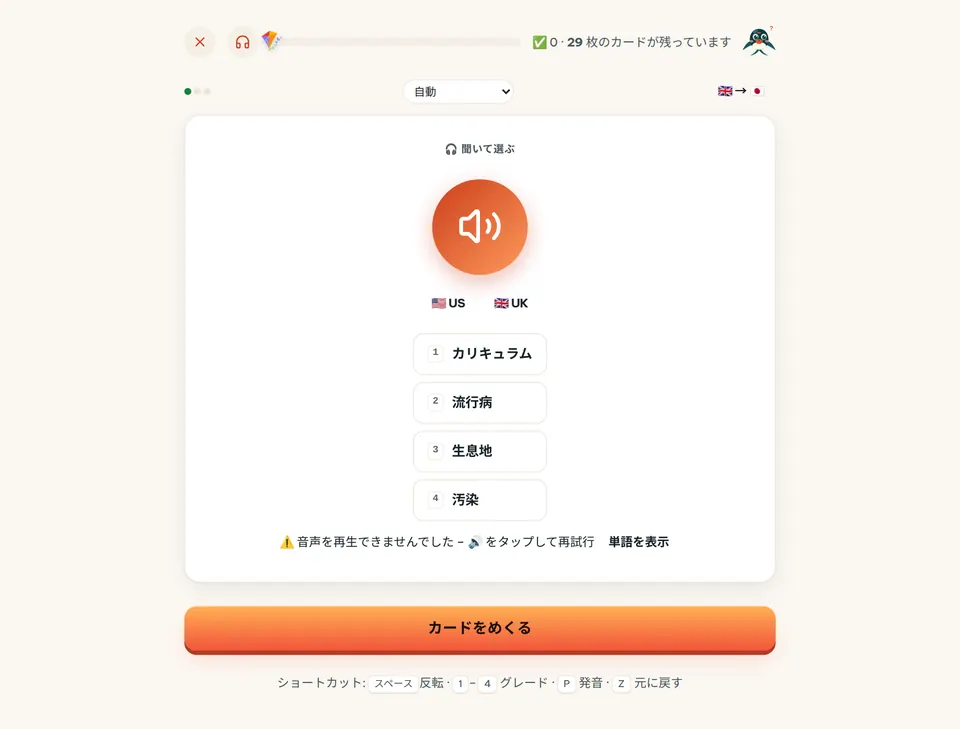 ✅ 0 · 29 枚のカードが残っています
自動
🇬🇧 → 🇯🇵
🎧 聞いて選ぶ
🇺🇸 US 🇬🇧 UK
1 カリキュラム
2 流行病
3 生息地
4 汚染
⚠️ 音声を再生できませんでした – 🔊 をタップして再試行 単語を表示
カードをめくる
ショートカット: スペース 反転 · 1 – 4 グレード · P 発音 · Z 元に戻す